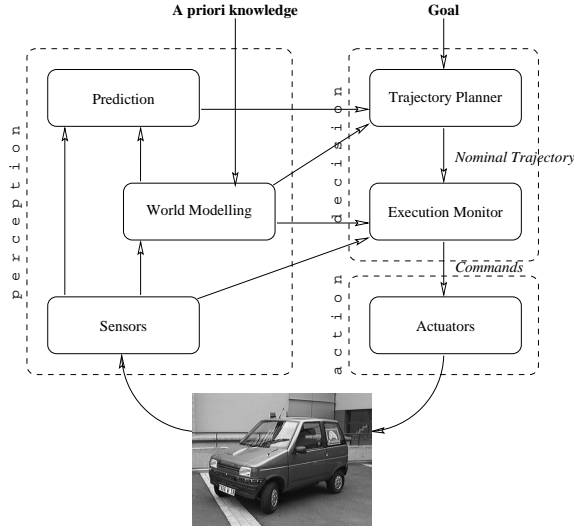 A priori knowledge
Goal
Prediction
Trajectory Planner
Nominal Trajectory
World Modelling
Execution Monitor
Commands
Sensors
Actuators
perception
decision
action